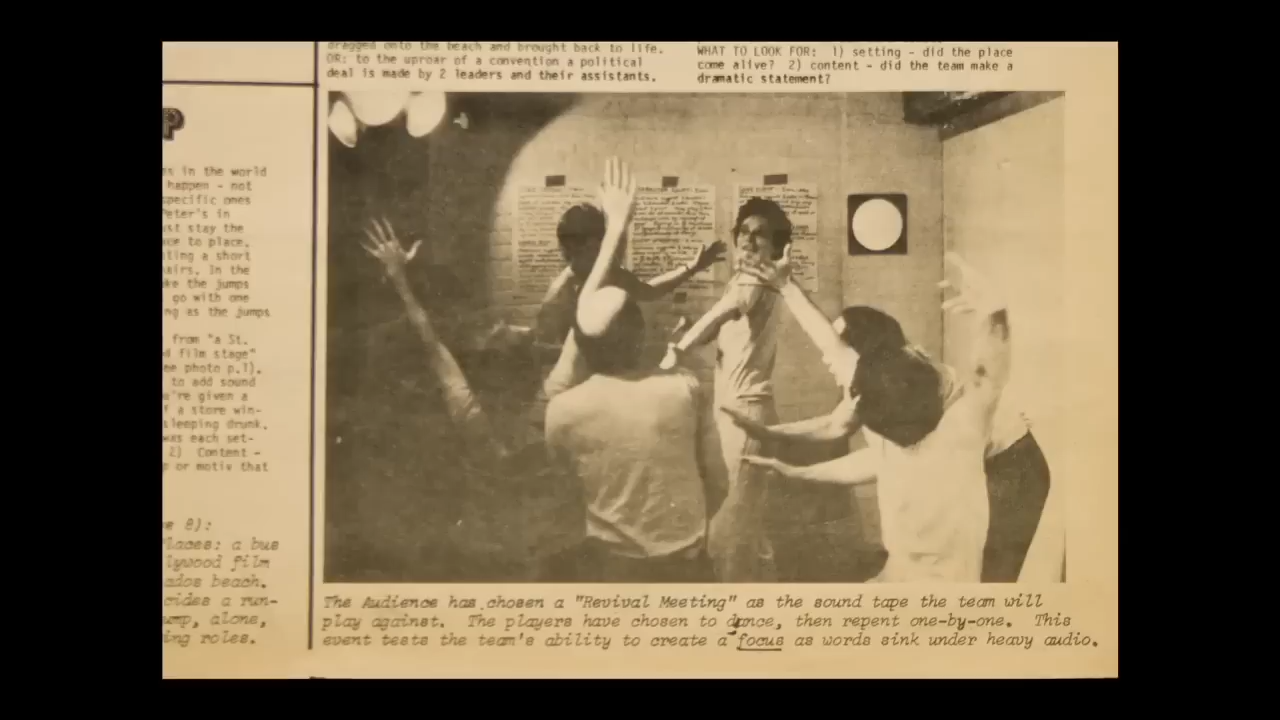 s in the world
happen - not
specific ones
Peter's in
ust stay the
ce to place.
ting a short
airs. In the
ke the jumps
go with one
ng as the jumps
from "a St.
d film stage"
ee photo p.1).
to add sound
u're given a
f a store win-
sleeping drunk.
was each set-
2) Content -
e or motiv that
e 8):
laces: a bus
lywood film
ados beach.
cides a run-
ump, alone,
ing roles.
dragged onto the beach and brought back to life.
OR: to the uproar of a convention a political
deal is made by 2 leaders and their assistants.
WHAT TO LOOK FOR: 1) setting - did the place
come alive? 2) content - did the team make a
dramatic statement?
The Audience has chosen a "Revival Meeting" as the sound tape the team will
play against. The players have chosen to dance, then repent one-by-one. This
event tests the team's ability to create a focus as words sink under heavy audio.